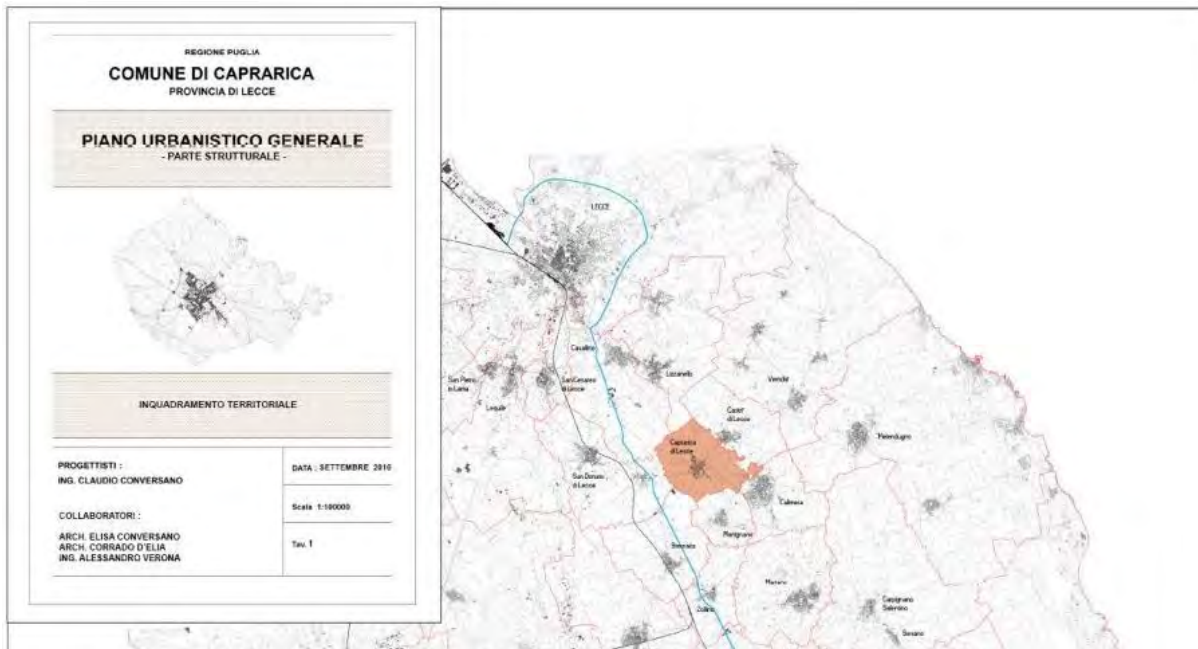 REGIONE PUGLIA
COMUNE DI CAPRARICA
PROVINCIA DI LECCE
PIANO URBANISTICO GENERALE
- PARTE STRUTTURALE -
INQUADRAMENTO TERRITORIALE
PROGETTISTI :
ING. CLAUDIO CONVERSANO
COLLABORATORI :
ARCH. ELISA CONVERSANO
ARCH. CORRADO D'ELIA
ING. ALESSANDRO VERONA
DATA : SETTEMBRE 2010
Scala 1:100000
Tav. 1
LECCE
Cavallino
San Pietro
in Lama
Lequile
San Cesareo
di Lecce
Lizzanello
Vernole
Castri
di Lecce
Melendugno
Caprarica
di Lecce
San Donato
di Lecce
Calimera
Martignano
Sternatia
Martano
Zollino
Carpignano
Salentino
Serrano